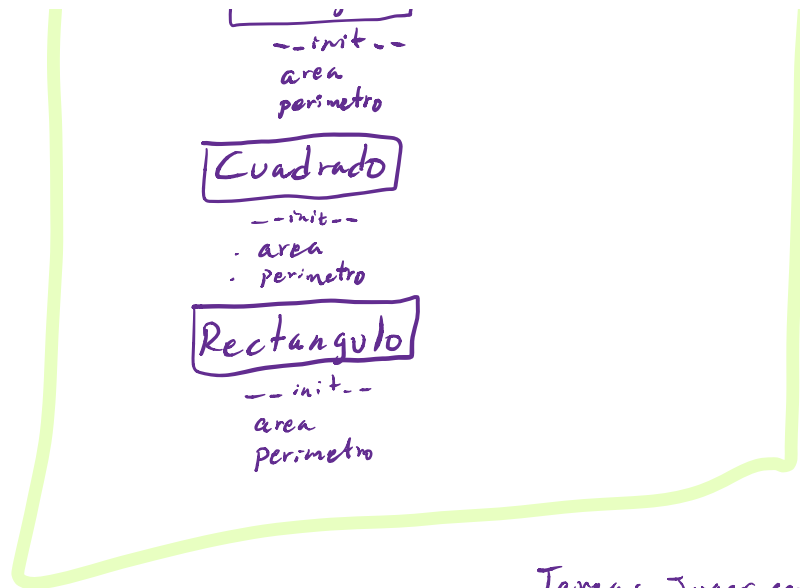 __init__
area
perimetro
Cuadrado
__init__
. area
. perimetro
Rectangulo
__init__
area
perimetro